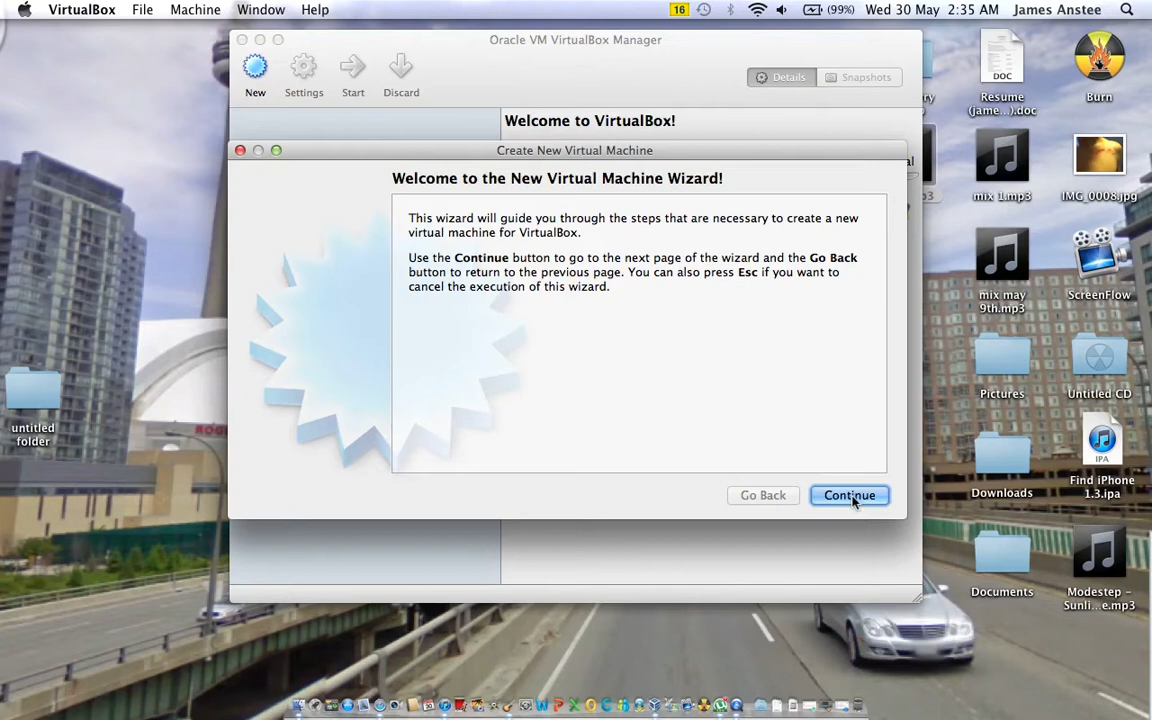 VirtualBox File Machine Window Help 16 (99%) Wed 30 May 2:35 AM James Anstee
Oracle VM VirtualBox Manager
New Settings Start Discard Details Snapshots
Welcome to VirtualBox!
Create New Virtual Machine
Welcome to the New Virtual Machine Wizard!
This wizard will guide you through the steps that are necessary to create a new
virtual machine for VirtualBox.
Use the Continue button to go to the next page of the wizard and the Go Back
button to return to the previous page. You can also press Esc if you want to
cancel the execution of this wizard.
Go Back Continue
untitled
folder
DOC
Resume
(jame...).doc
Burn
mix 1.mp3
IMG_0008.jpg
mix may
9th.mp3
ScreenFlow
Pictures
Untitled CD
IPA
Downloads
Find iPhone
1.3.ipa
Documents
Modestep -
Sunli...e.mp3